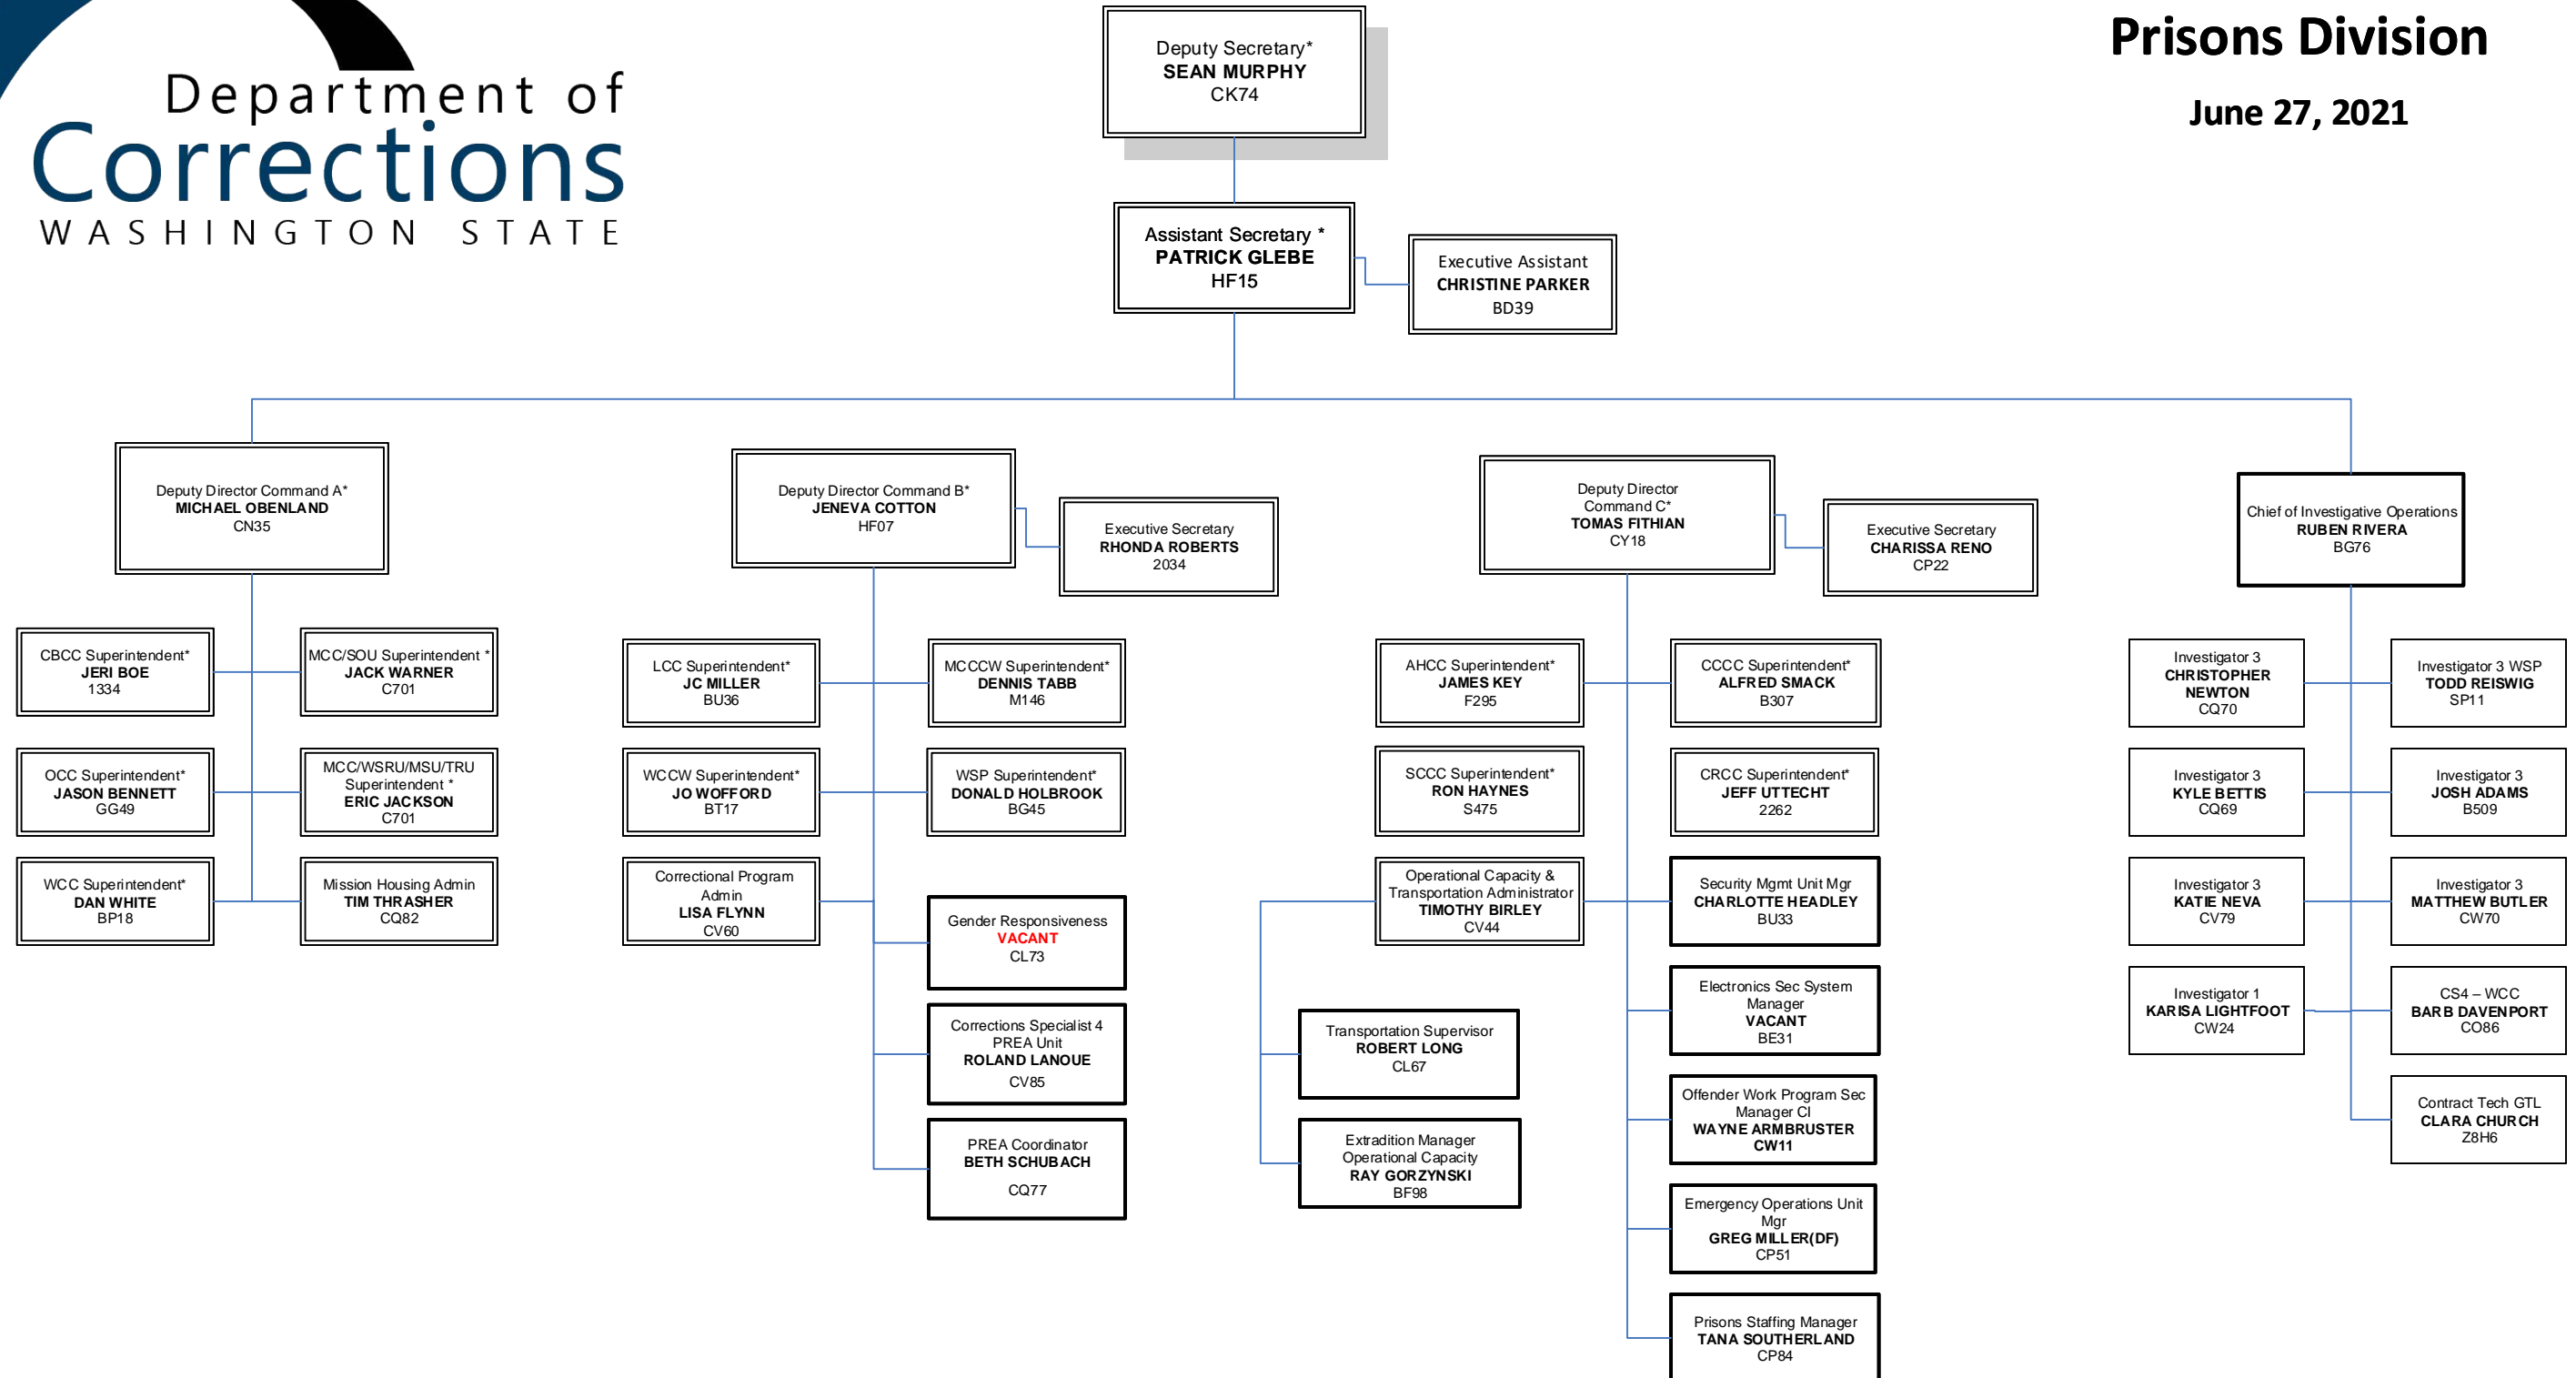 Department of
Corrections
WASHINGTON STATE
Prisons Division
June 27, 2021
Deputy Secretary*
SEAN MURPHY
CK74
Assistant Secretary *
PATRICK GLEBE
HF15
Executive Assistant
CHRISTINE PARKER
BD39
Deputy Director Command A*
MICHAEL OBENLAND
CN35
Deputy Director Command B*
JENEVA COTTON
HF07
Executive Secretary
RHONDA ROBERTS
2034
Deputy Director
Command C*
TOMAS FITHIAN
CY18
Executive Secretary
CHARISSA RENO
CP22
Chief of Investigative Operations
RUBEN RIVERA
BG76
CBCC Superintendent*
JERI BOE
1334
MCC/SOU Superintendent *
JACK WARNER
C701
OCC Superintendent*
JASON BENNETT
GG49
MCC/WSRU/MSU/TRU
Superintendent *
ERIC JACKSON
C701
WCC Superintendent*
DAN WHITE
BP18
Mission Housing Admin
TIM THRASHER
CQ82
LCC Superintendent*
JC MILLER
BU36
MCCCW Superintendent*
DENNIS TABB
M146
WCCW Superintendent*
JO WOFFORD
BT17
WSP Superintendent*
DONALD HOLBROOK
BG45
Correctional Program
Admin
LISA FLYNN
CV60
Gender Responsiveness
VACANT
CL73
Corrections Specialist 4
PREA Unit
ROLAND LANOUE
CV85
PREA Coordinator
BETH SCHUBACH
CQ77
AHCC Superintendent*
JAMES KEY
F295
CCCC Superintendent*
ALFRED SMACK
B307
SCCC Superintendent*
RON HAYNES
S475
CRCC Superintendent*
JEFF UTTECHT
2262
Operational Capacity &
Transportation Administrator
TIMOTHY BIRLEY
CV44
Security Mgmt Unit Mgr
CHARLOTTE HEADLEY
BU33
Transportation Supervisor
ROBERT LONG
CL67
Extradition Manager
Operational Capacity
RAY GORZYNSKI
BF98
Electronics Sec System
Manager
VACANT
BE31
Offender Work Program Sec
Manager CI
WAYNE ARMBRUSTER
CW11
Emergency Operations Unit
Mgr
GREG MILLER(DF)
CP51
Prisons Staffing Manager
TANA SOUTHERLAND
CP84
Investigator 3
CHRISTOPHER
NEWTON
CQ70
Investigator 3 WSP
TODD REISWIG
SP11
Investigator 3
KYLE BETTIS
CQ69
Investigator 3
JOSH ADAMS
B509
Investigator 3
KATIE NEVA
CV79
Investigator 3
MATTHEW BUTLER
CW70
Investigator 1
KARISA LIGHTFOOT
CW24
CS4 – WCC
BARB DAVENPORT
CO86
Contract Tech GTL
CLARA CHURCH
Z8H6